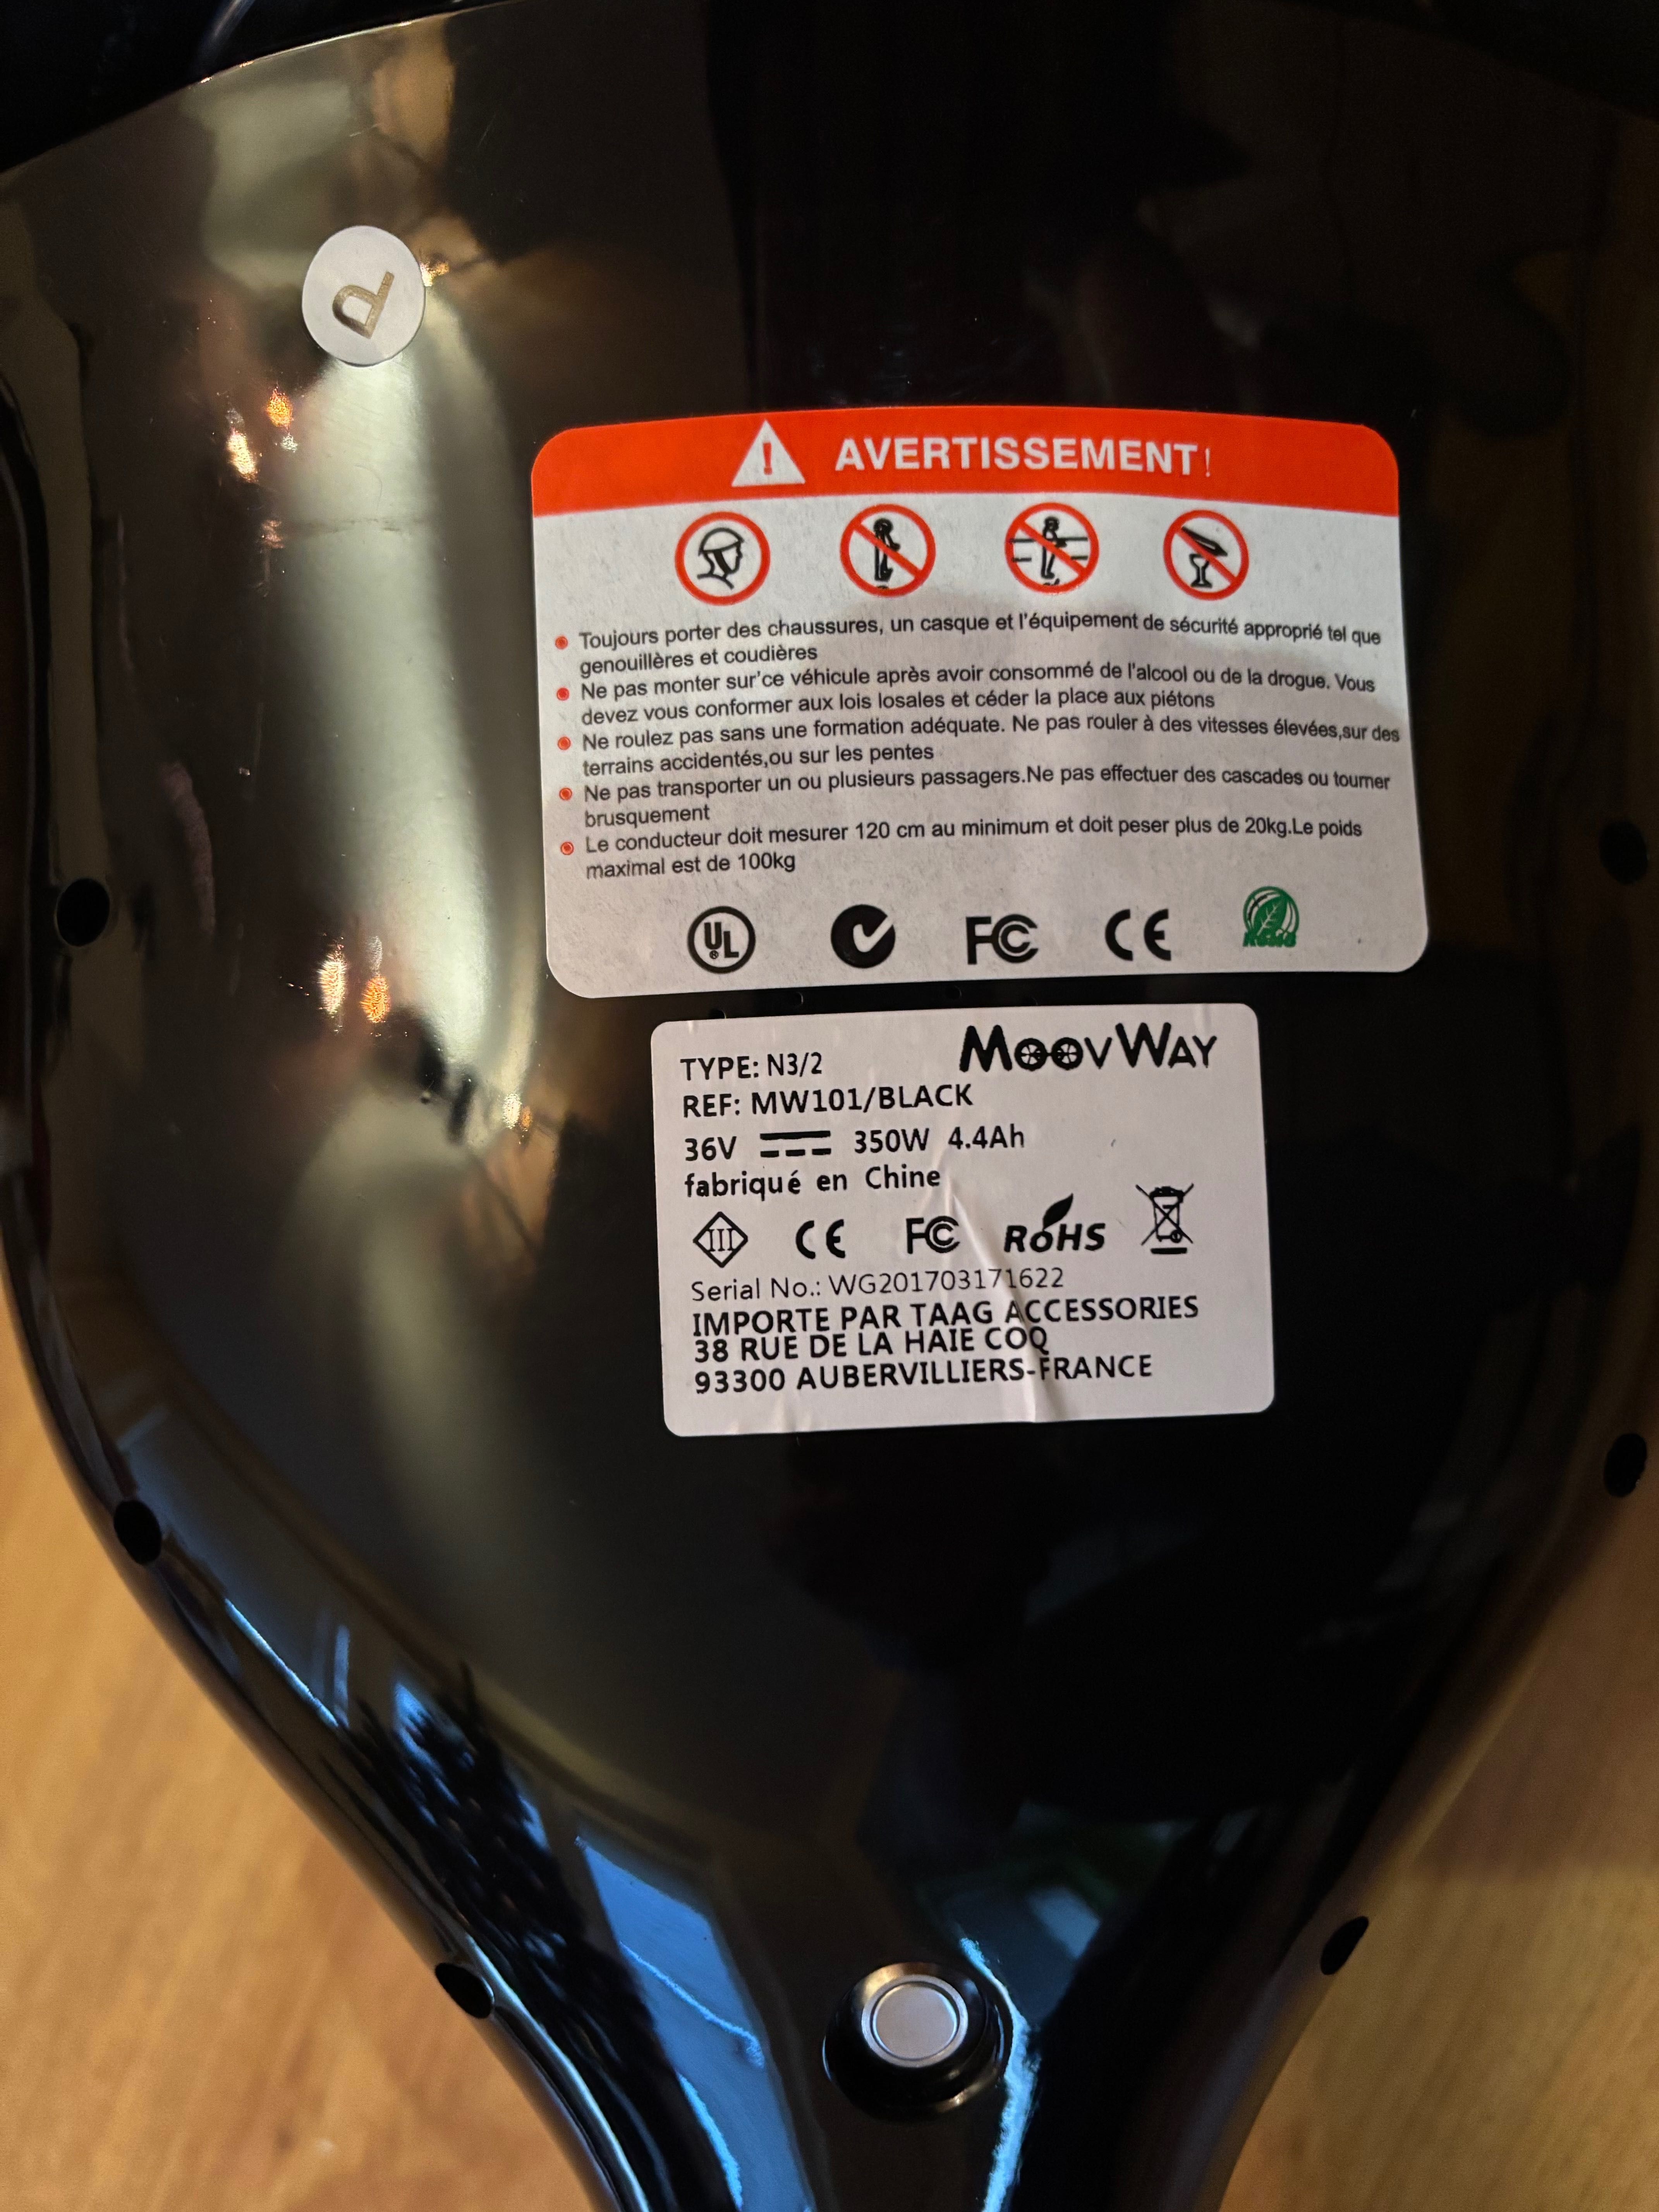 P
AVERTISSEMENT!
Toujours porter des chaussures, un casque et l'équipement de sécurité approprié tel que
genouillères et coudières
Ne pas monter sur'ce véhicule après avoir consommé de l'alcool ou de la drogue. Vous
devez vous conformer aux lois losales et céder la place aux piétons
Ne roulez pas sans une formation adéquate. Ne pas rouler à des vitesses élevées,sur des
terrains accidentés,ou sur les pentes
Ne pas transporter un ou plusieurs passagers.Ne pas effectuer des cascades ou tourner
brusquement
Le conducteur doit mesurer 120 cm au minimum et doit peser plus de 20kg.Le poids
maximal est de 100kg
UL FC CE RoHS
MOOVWAY
TYPE: N3/2
REF: MW101/BLACK
36V 350W 4.4Ah
fabriqué en Chine
III CE FC RoHS
Serial No.: WG201703171622
IMPORTE PAR TAAG ACCESSORIES
38 RUE DE LA HAIE COQ
93300 AUBERVILLIERS-FRANCE